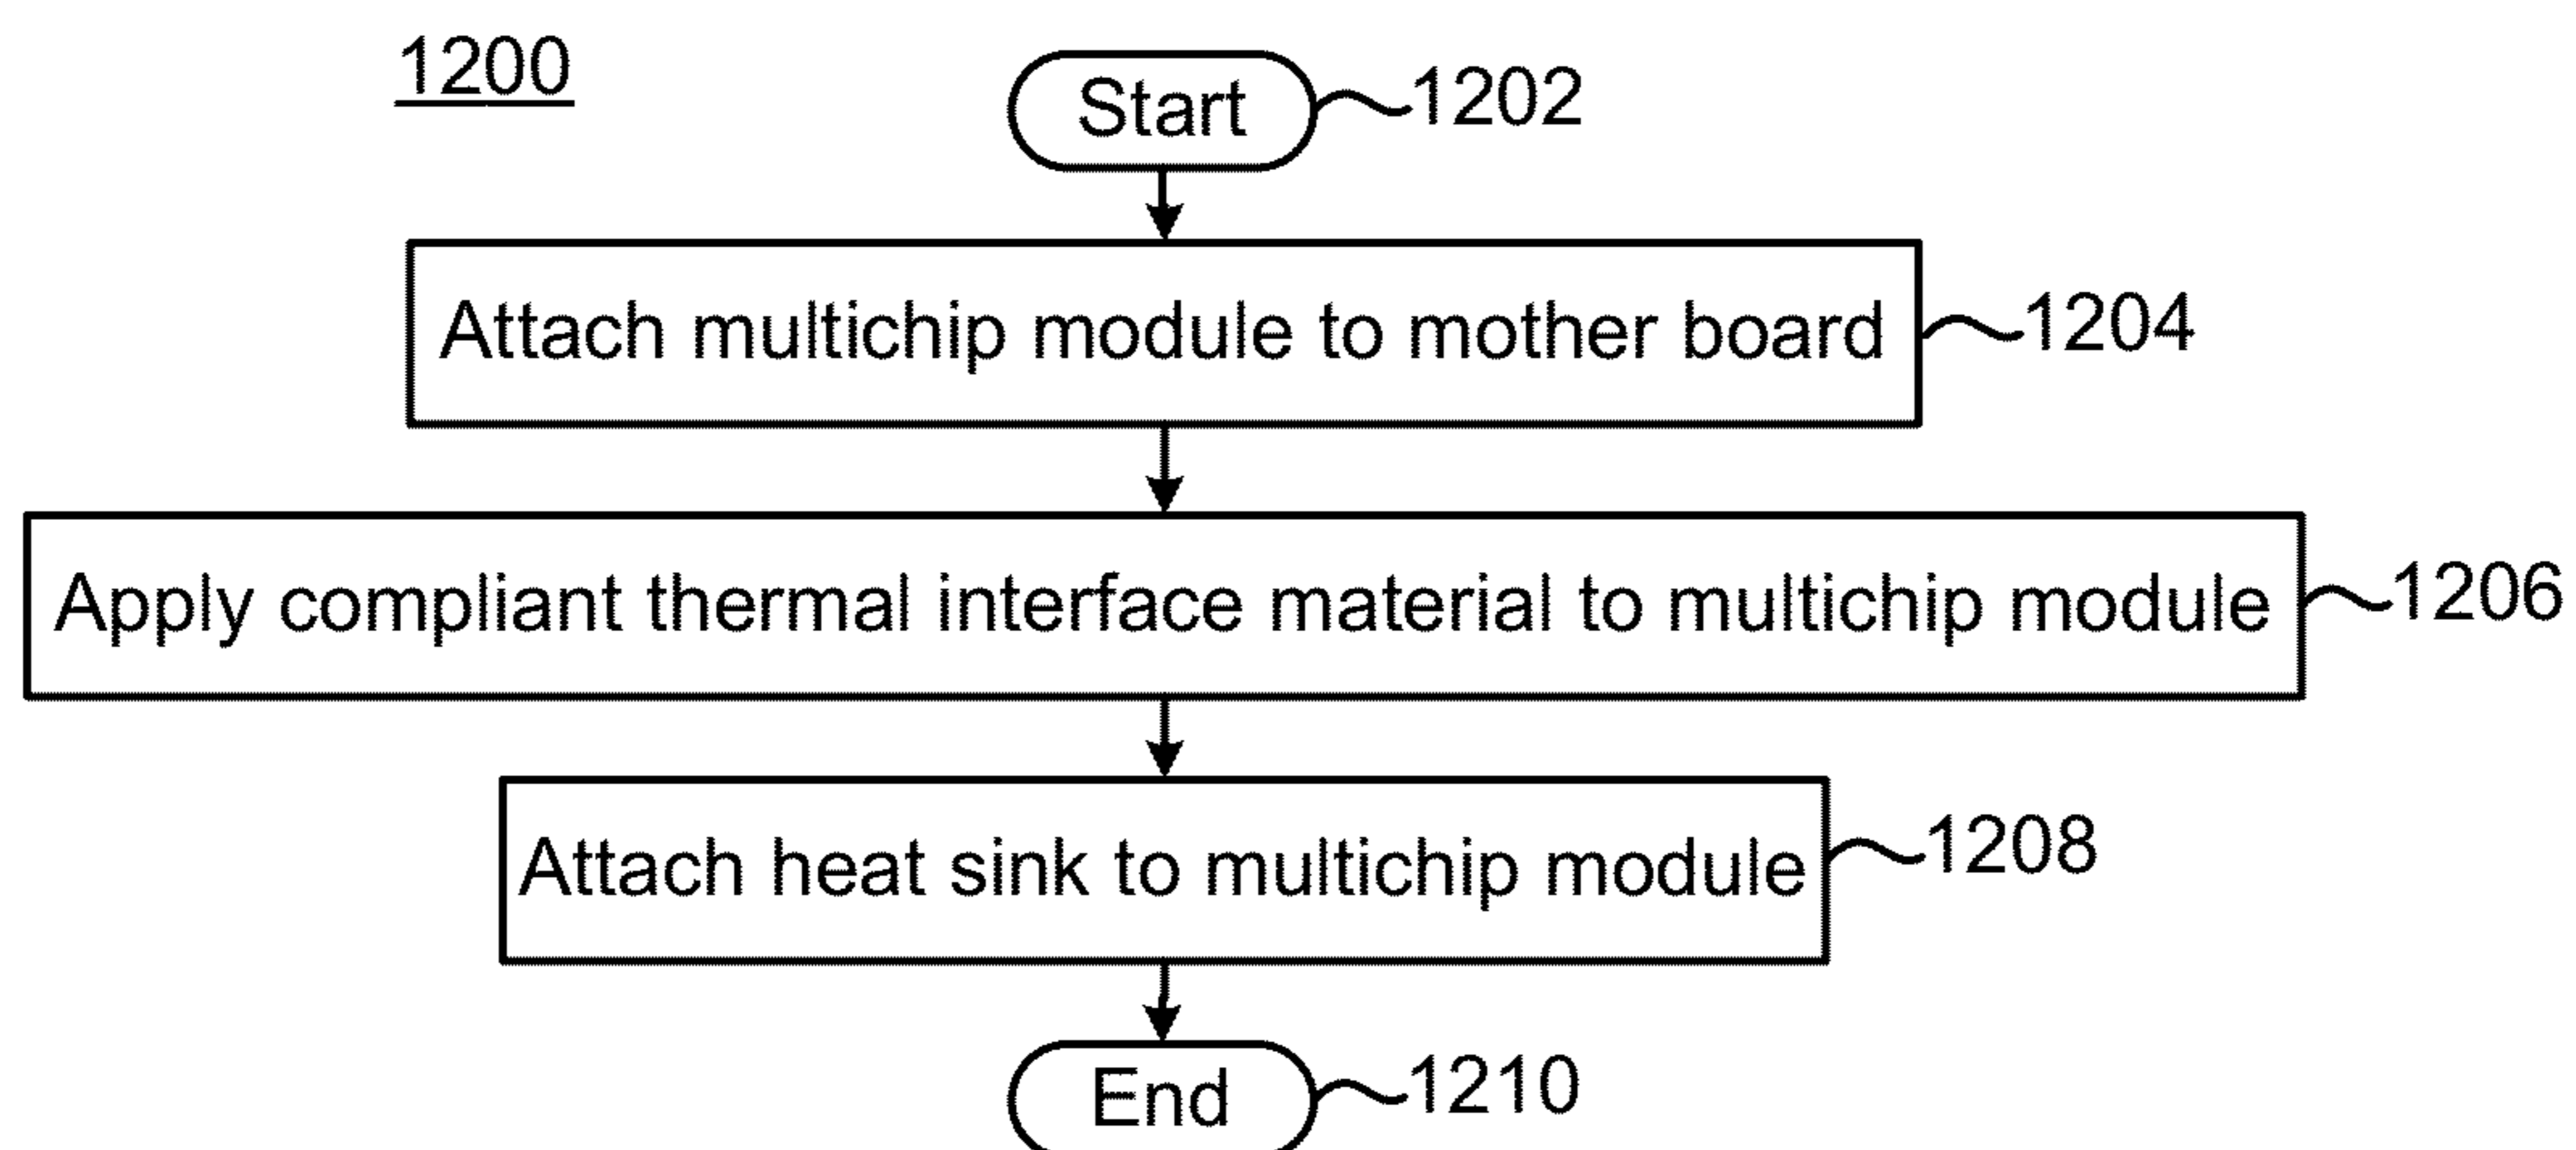 1200
Start 1202
Attach multichip module to mother board 1204
Apply compliant thermal interface material to multichip module 1206
Attach heat sink to multichip module 1208
End 1210